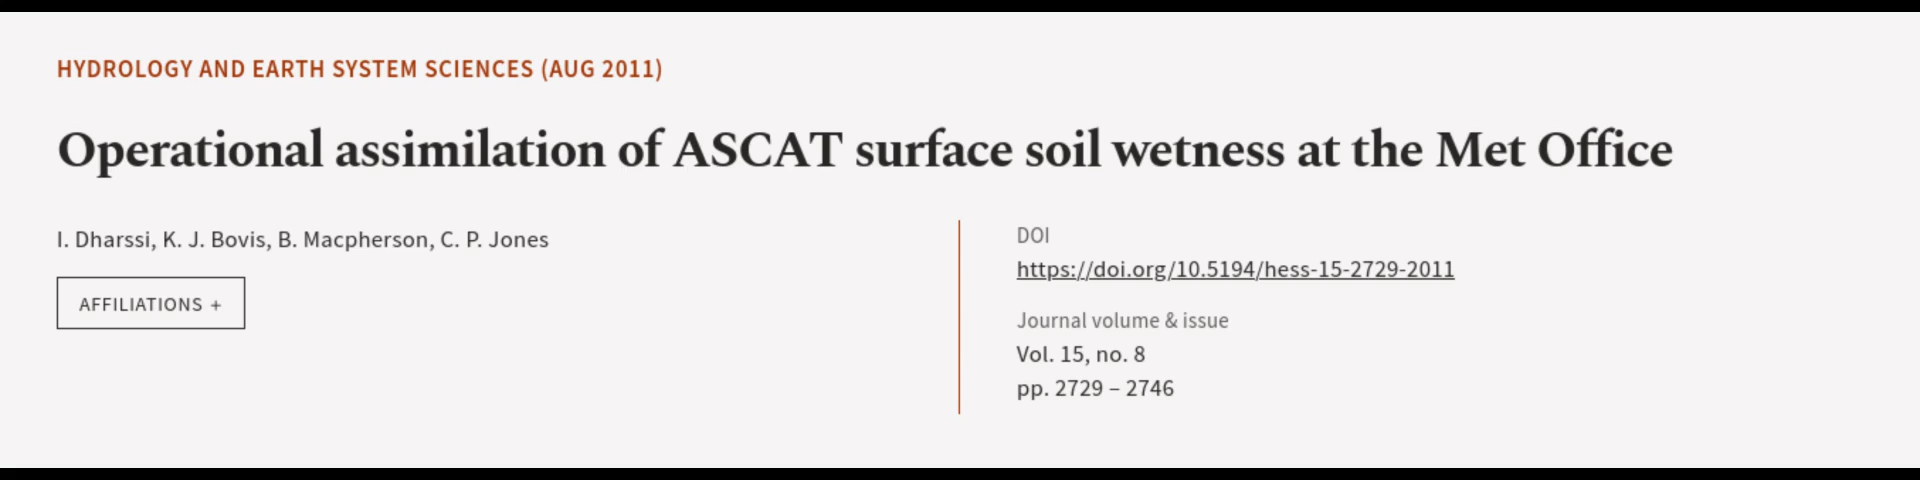 HYDROLOGY AND EARTH SYSTEM SCIENCES (AUG 2011)
Operational assimilation of ASCAT surface soil wetness at the Met Office
I. Dharssi, K. J. Bovis, B. Macpherson, C. P. Jones
AFFILIATIONS +
DOI
https://doi.org/10.5194/hess-15-2729-2011
Journal volume & issue
Vol. 15, no. 8
pp. 2729 – 2746